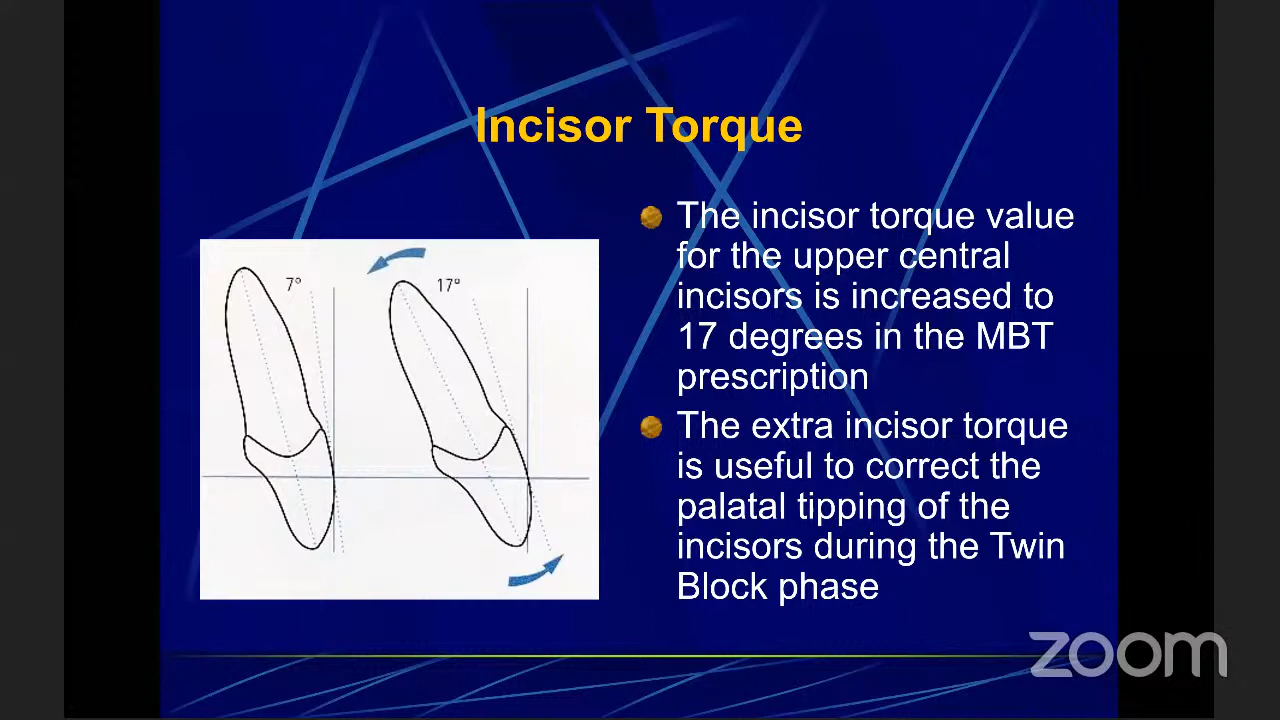 Incisor Torque
The incisor torque value
for the upper central
incisors is increased to
17 degrees in the MBT
prescription
The extra incisor torque
is useful to correct the
palatal tipping of the
incisors during the Twin
Block phase
7°
17°
zoom